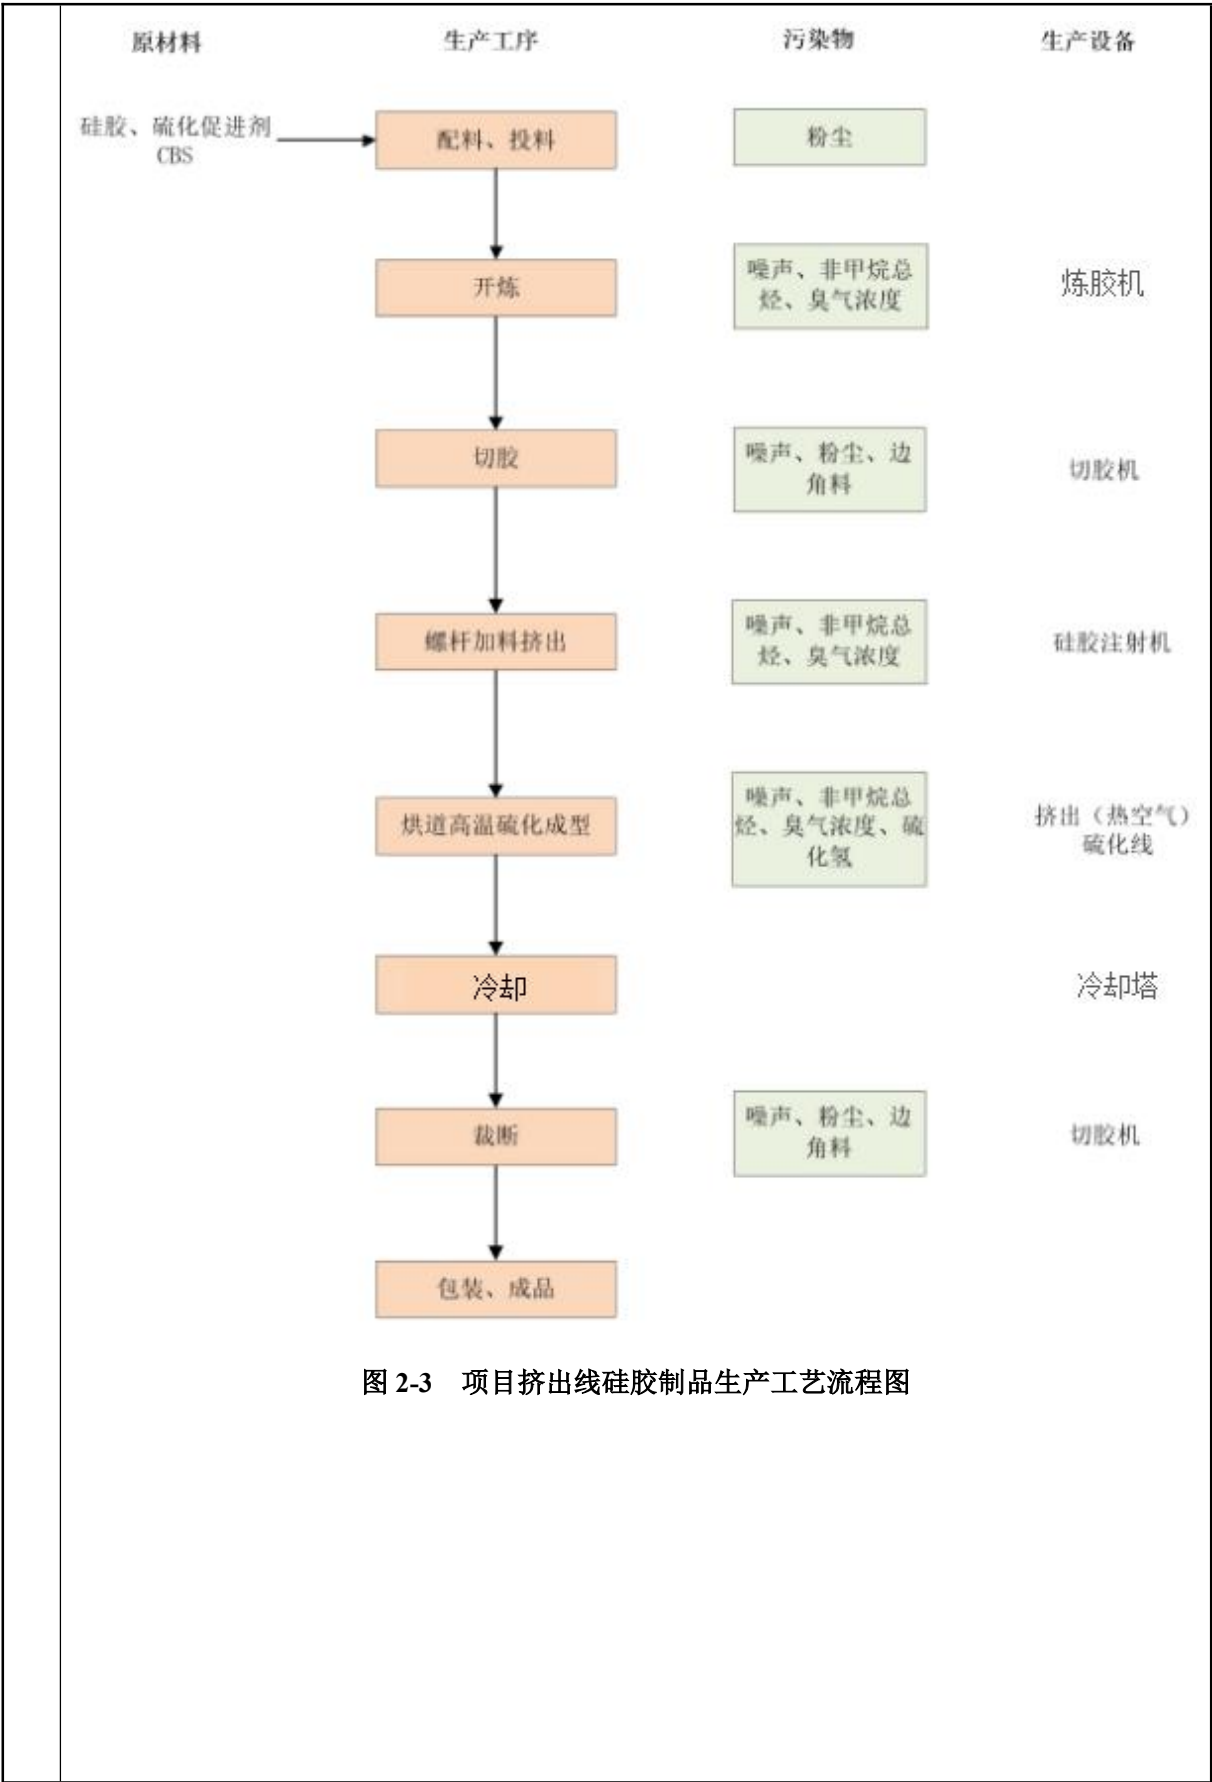 原材料
生产工序
污染物
生产设备
硅胶、硫化促进剂
CBS
配料、投料
粉尘
开炼
噪声、非甲烷总
烃、臭气浓度
炼胶机
切胶
噪声、粉尘、边
角料
切胶机
螺杆加料挤出
噪声、非甲烷总
烃、臭气浓度
硅胶注射机
烘道高温硫化成型
噪声、非甲烷总
烃、臭气浓度、硫
化氢
挤出（热空气）
硫化线
冷却
冷却塔
裁断
噪声、粉尘、边
角料
切胶机
包装、成品
图 2-3 项目挤出线硅胶制品生产工艺流程图